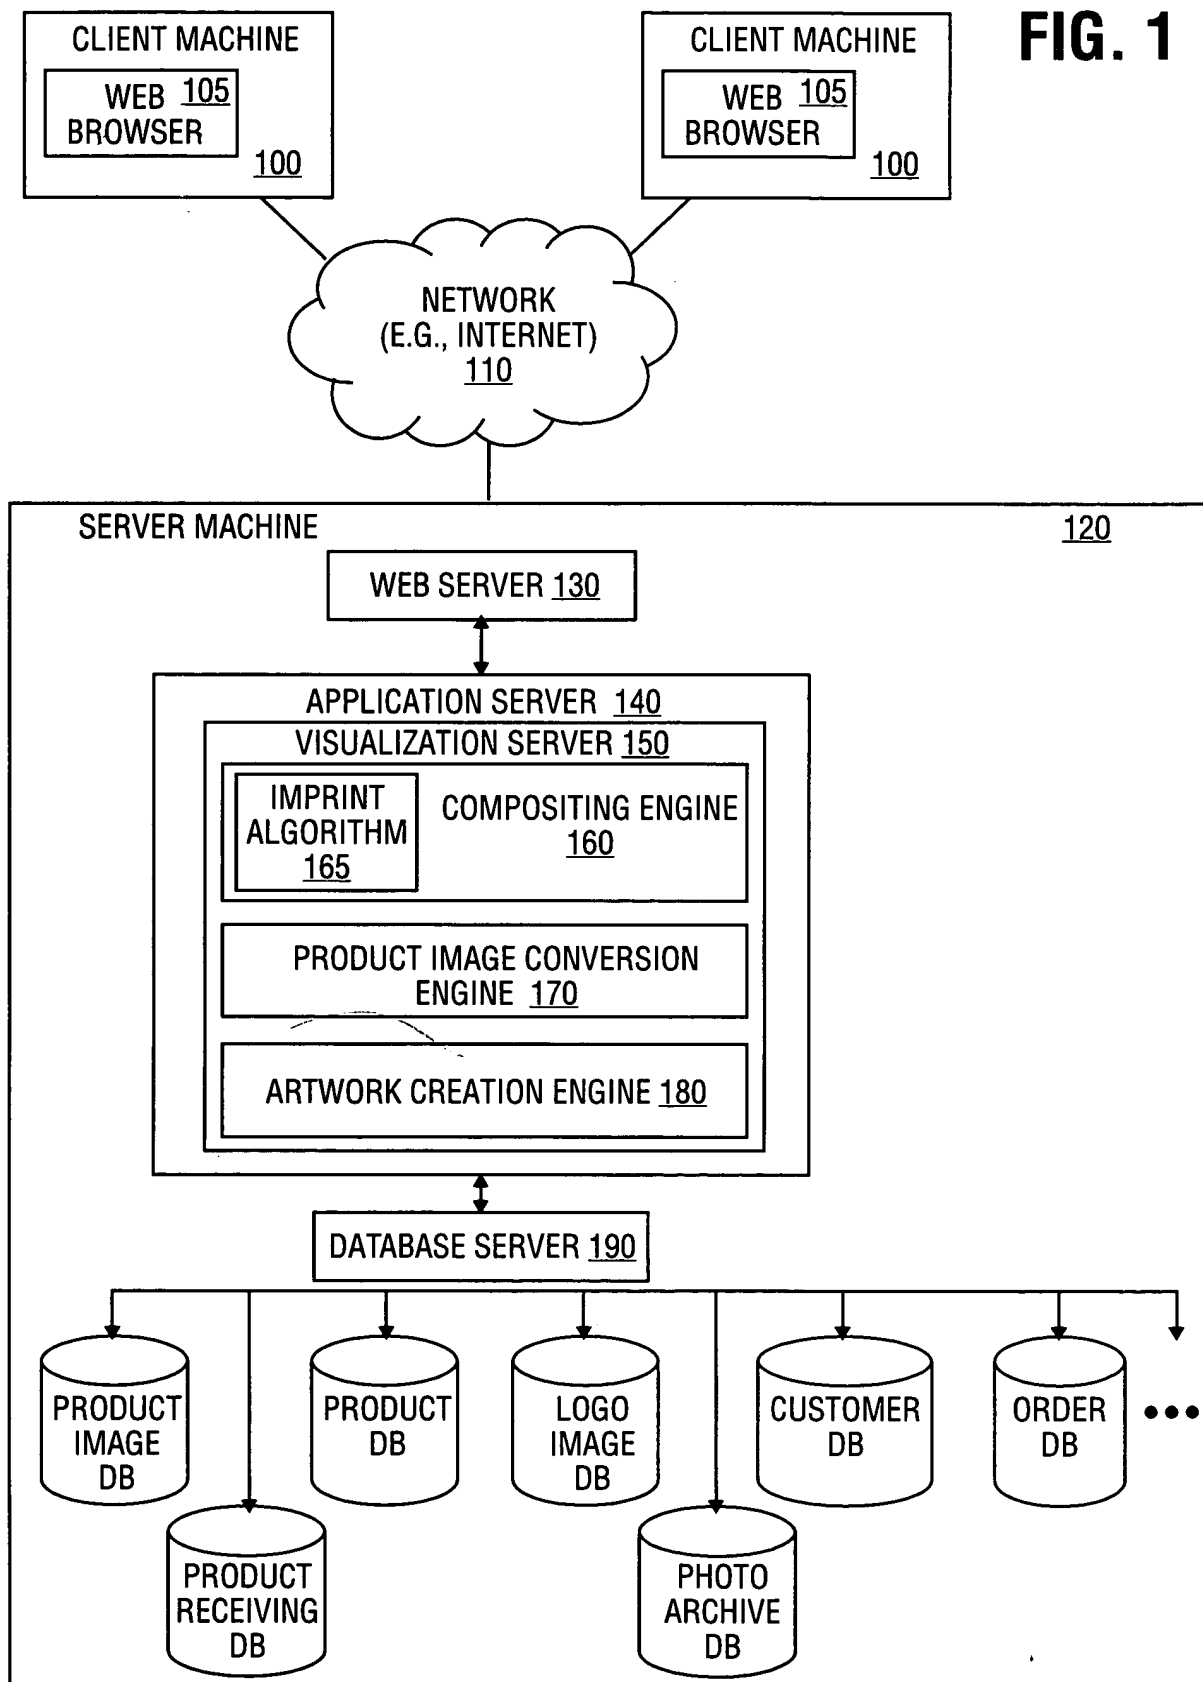 FIG. 1
CLIENT MACHINE
WEB 105
BROWSER
100
CLIENT MACHINE
WEB 105
BROWSER
100
NETWORK
(E.G., INTERNET)
110
SERVER MACHINE
120
WEB SERVER 130
APPLICATION SERVER 140
VISUALIZATION SERVER 150
IMPRINT
ALGORITHM
165
COMPOSITING ENGINE
160
PRODUCT IMAGE CONVERSION
ENGINE 170
ARTWORK CREATION ENGINE 180
DATABASE SERVER 190
PRODUCT
IMAGE
DB
PRODUCT
DB
LOGO
IMAGE
DB
CUSTOMER
DB
ORDER
DB
PRODUCT
RECEIVING
DB
PHOTO
ARCHIVE
DB